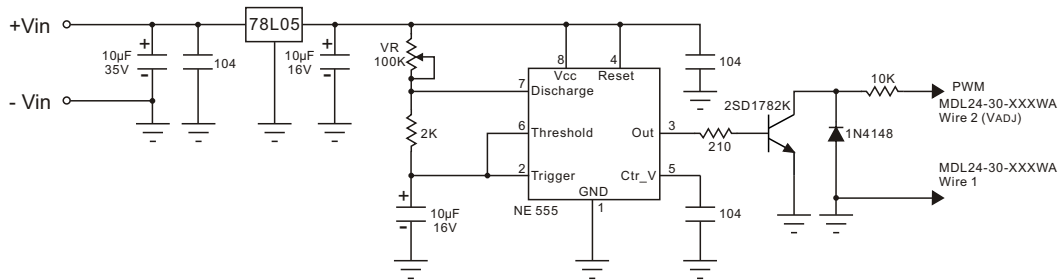 +Vin
78L05
10µF
35V
104
10µF
16V
- Vin
VR
100K
2K
10µF
16V
8
4
Vcc
Reset
7
Discharge
6
Threshold
Out
3
2
Trigger
Ctr_V
5
GND
1
NE 555
104
104
210
2SD1782K
10K
1N4148
PWM
MDL24-30-XXXWA
Wire 2 (VADJ)
MDL24-30-XXXWA
Wire 1